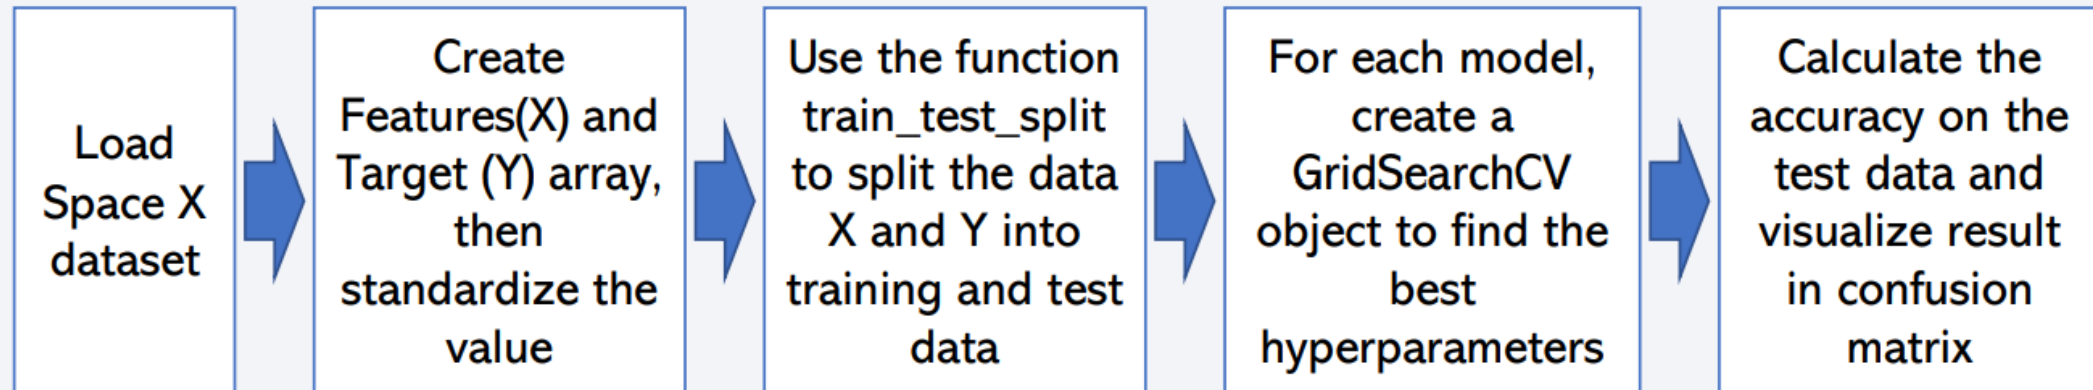 Load
Space X
dataset
Create
Features(X) and
Target (Y) array,
then
standardize the
value
Use the function
train_test_split
to split the data
X and Y into
training and test
data
For each model,
create a
GridSearchCV
object to find the
best
hyperparameters
Calculate the
accuracy on the
test data and
visualize result
in confusion
matrix